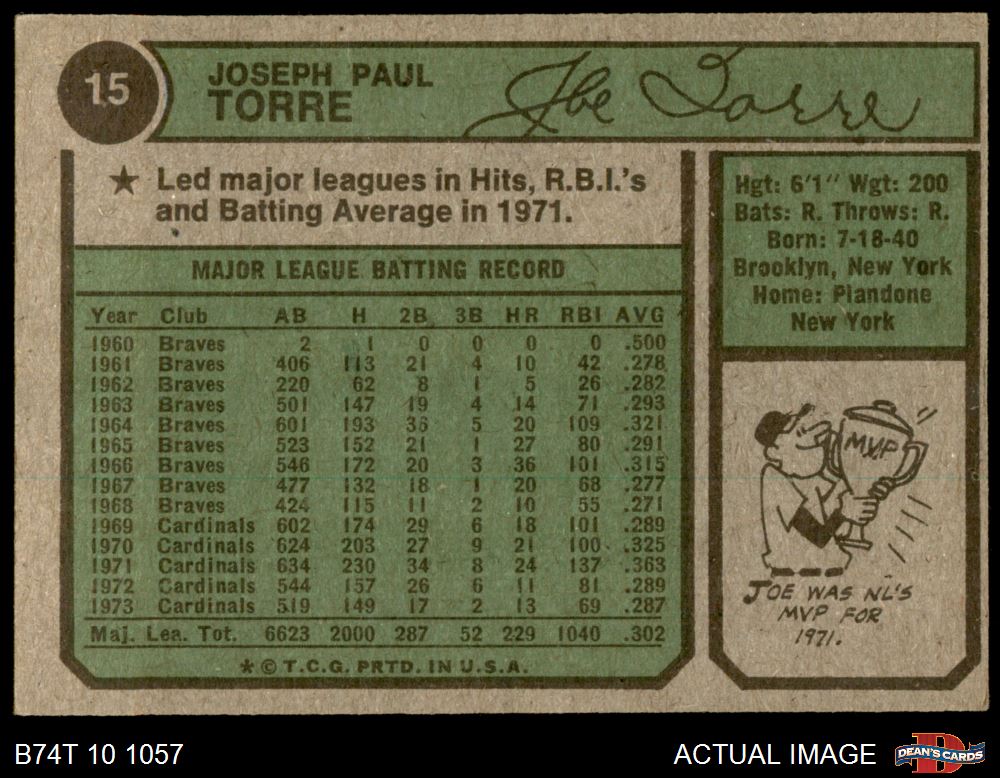 15
JOSEPH PAUL
TORRE
Joe Torre
★ Led major leagues in Hits, R.B.I.'s
and Batting Average in 1971.
MAJOR LEAGUE BATTING RECORD
Year Club AB H 2B 3B HR RBI AVG
1960 Braves 2 1 0 0 0 0 .500
1961 Braves 406 113 21 4 10 42 .278
1962 Braves 220 62 8 1 5 26 .282
1963 Braves 501 147 19 4 14 71 .293
1964 Braves 601 193 36 5 20 109 .321
1965 Braves 523 152 21 1 27 80 .291
1966 Braves 546 172 20 3 36 101 .315
1967 Braves 477 132 18 1 20 68 .277
1968 Braves 424 115 11 2 10 55 .271
1969 Cardinals 602 174 29 6 18 101 .289
1970 Cardinals 624 203 27 9 21 100 .325
1971 Cardinals 634 230 34 8 24 137 .363
1972 Cardinals 544 157 26 6 11 81 .289
1973 Cardinals 519 149 17 2 13 69 .287
Maj. Lea. Tot. 6623 2000 287 52 229 1040 .302
★ © T.C.G. PRTD. IN U.S.A.
Hgt: 6'1" Wgt: 200
Bats: R. Throws: R.
Born: 7-18-40
Brooklyn, New York
Home: Plandone
New York
MVP
JOE WAS NL'S
MVP FOR
1971.
B74T 10 1057
ACTUAL IMAGE
D
DEAN'S CARDS